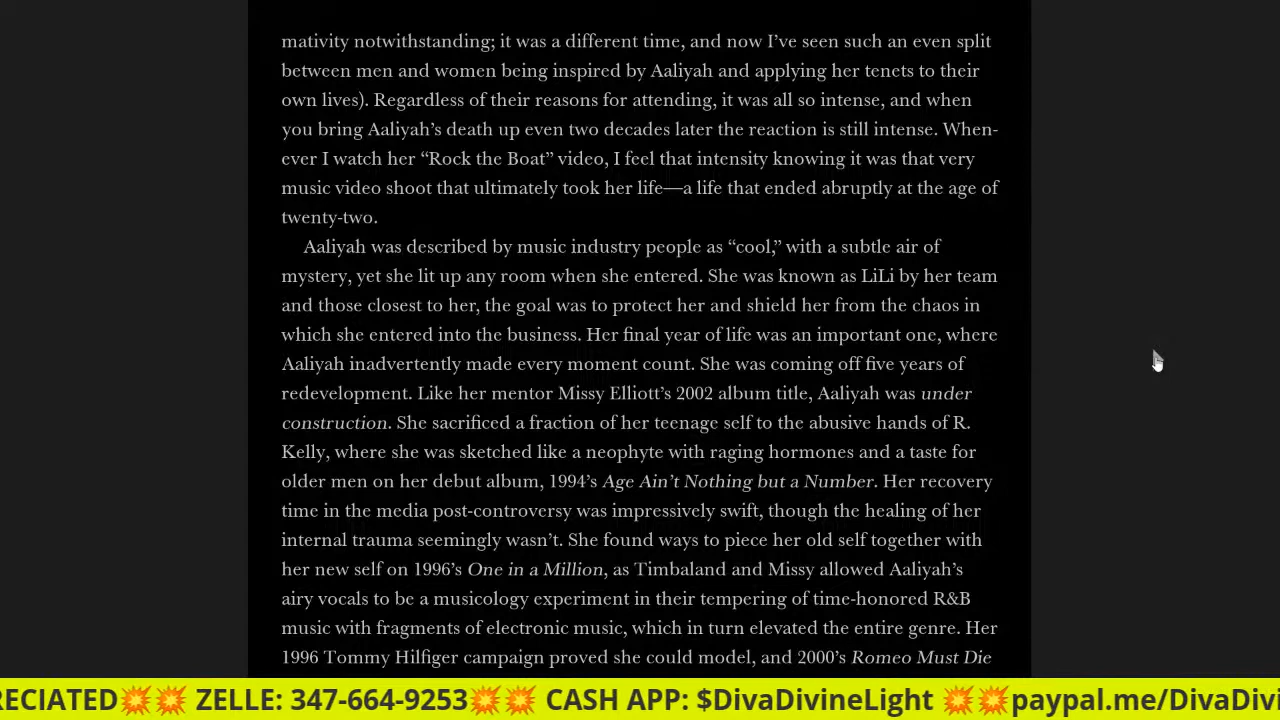 mativity notwithstanding; it was a different time, and now I’ve seen such an even split
between men and women being inspired by Aaliyah and applying her tenets to their
own lives). Regardless of their reasons for attending, it was all so intense, and when
you bring Aaliyah’s death up even two decades later the reaction is still intense. When-
ever I watch her “Rock the Boat” video, I feel that intensity knowing it was that very
music video shoot that ultimately took her life—a life that ended abruptly at the age of
twenty-two.
Aaliyah was described by music industry people as “cool,” with a subtle air of
mystery, yet she lit up any room when she entered. She was known as LiLi by her team
and those closest to her, the goal was to protect her and shield her from the chaos in
which she entered into the business. Her final year of life was an important one, where
Aaliyah inadvertently made every moment count. She was coming off five years of
redevelopment. Like her mentor Missy Elliott’s 2002 album title, Aaliyah was under
construction. She sacrificed a fraction of her teenage self to the abusive hands of R.
Kelly, where she was sketched like a neophyte with raging hormones and a taste for
older men on her debut album, 1994’s Age Ain’t Nothing but a Number. Her recovery
time in the media post-controversy was impressively swift, though the healing of her
internal trauma seemingly wasn’t. She found ways to piece her old self together with
her new self on 1996’s One in a Million, as Timbaland and Missy allowed Aaliyah’s
airy vocals to be a musicology experiment in their tempering of time-honored R&B
music with fragments of electronic music, which in turn elevated the entire genre. Her
1996 Tommy Hilfiger campaign proved she could model, and 2000’s Romeo Must Die
RECIATED💥💥 ZELLE: 347-664-9253💥💥 CASH APP: $DivaDivineLight 💥💥paypal.me/DivaDivi